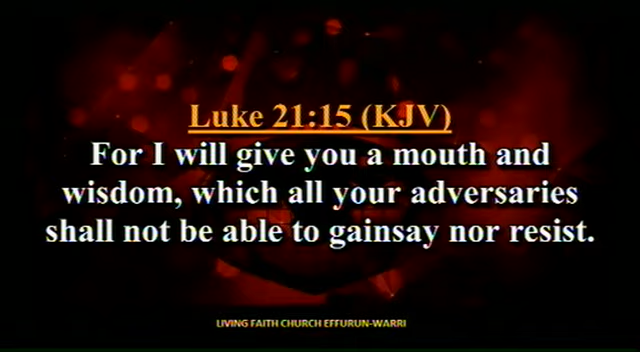 Luke 21:15 (KJV)
For I will give you a mouth and
wisdom, which all your adversaries
shall not be able to gainsay nor resist.
LIVING FAITH CHURCH EFFURUN-WARRI